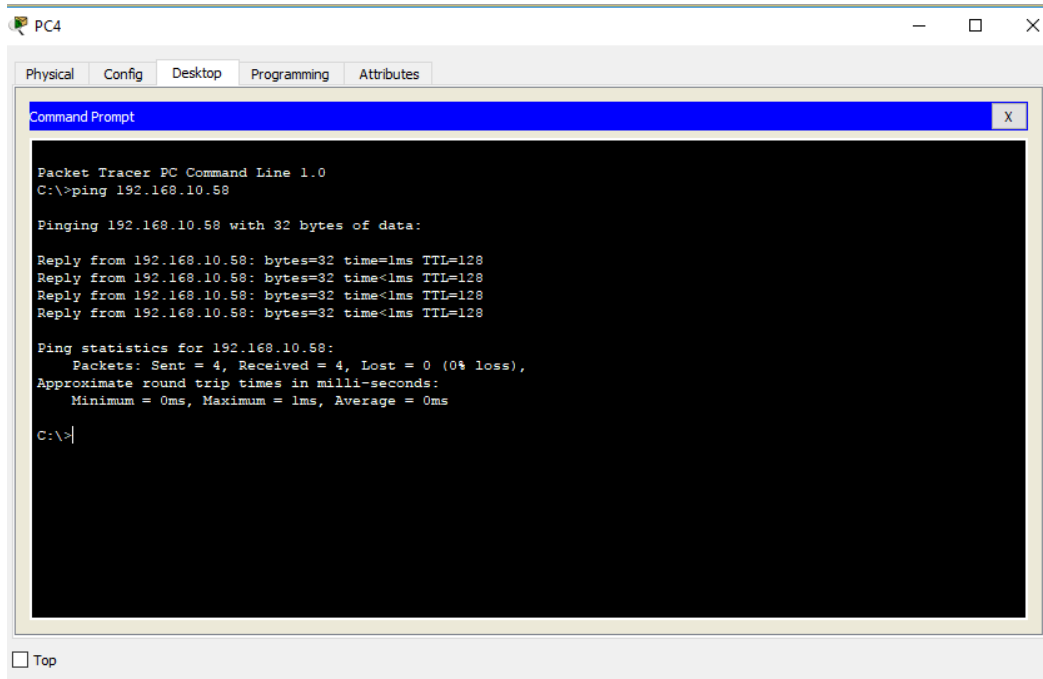 PC4
Physical Config Desktop Programming Attributes
Command Prompt X
Packet Tracer PC Command Line 1.0
C:\>ping 192.168.10.58
Pinging 192.168.10.58 with 32 bytes of data:
Reply from 192.168.10.58: bytes=32 time=1ms TTL=128
Reply from 192.168.10.58: bytes=32 time<1ms TTL=128
Reply from 192.168.10.58: bytes=32 time<1ms TTL=128
Reply from 192.168.10.58: bytes=32 time<1ms TTL=128
Ping statistics for 192.168.10.58:
Packets: Sent = 4, Received = 4, Lost = 0 (0% loss),
Approximate round trip times in milli-seconds:
Minimum = 0ms, Maximum = 1ms, Average = 0ms
C:\>
Top